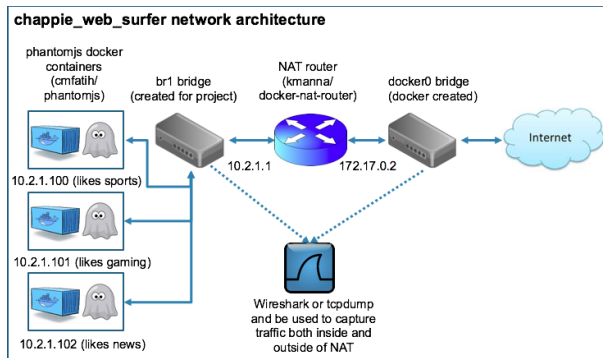 chappie_web_surfer network architecture
phantomjs docker
containers
(cmfatih/
phantomjs)
br1 bridge
(created for project)
NAT router
(kmanna/
docker-nat-router)
docker0 bridge
(docker created)
Internet
10.2.1.1
172.17.0.2
10.2.1.100 (likes sports)
10.2.1.101 (likes gaming)
10.2.1.102 (likes news)
Wireshark or tcpdump
and be used to capture
traffic both inside and
outside of NAT